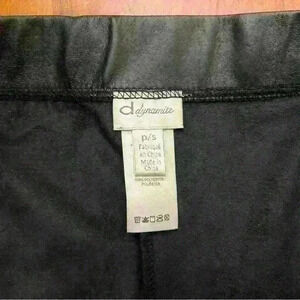 d dynamite
p/s
Fabriqué
en Chine
Made in
China